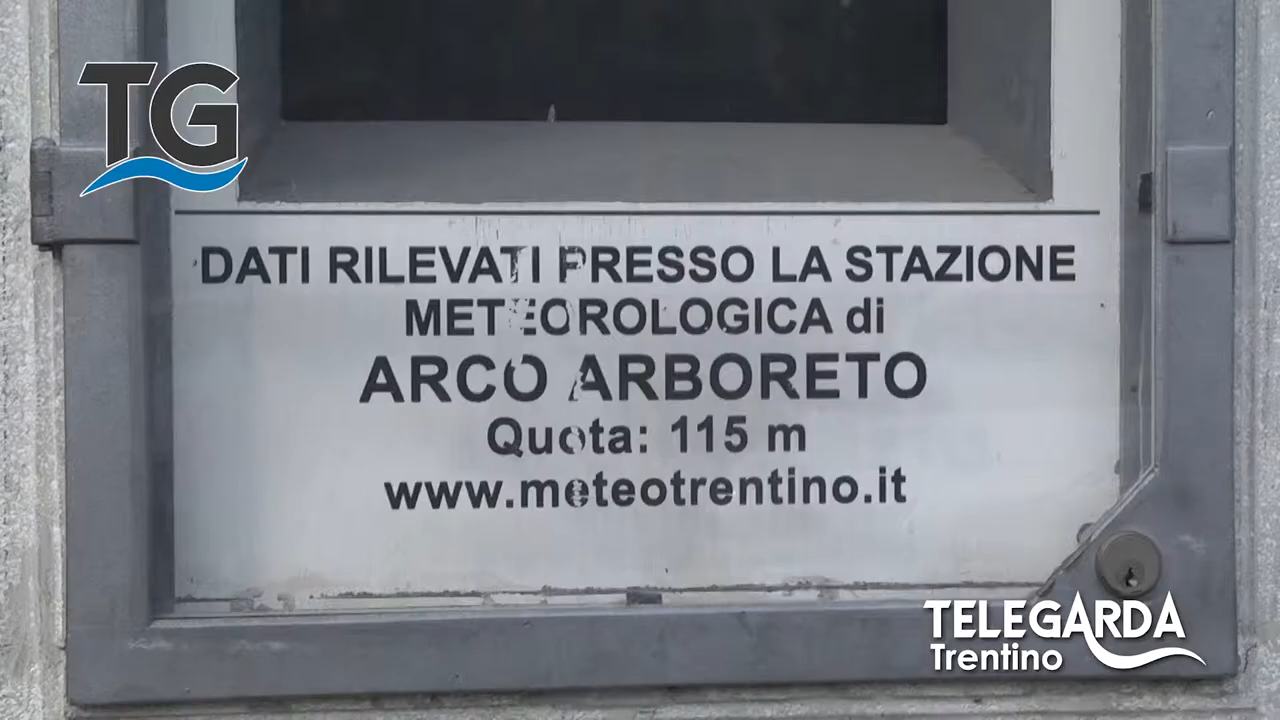 TG
DATI RILEVATI PRESSO LA STAZIONE
METEOROLOGICA di
ARCO ARBORETO
Quota: 115 m
www.meteotrentino.it
TELEGARDA
Trentino